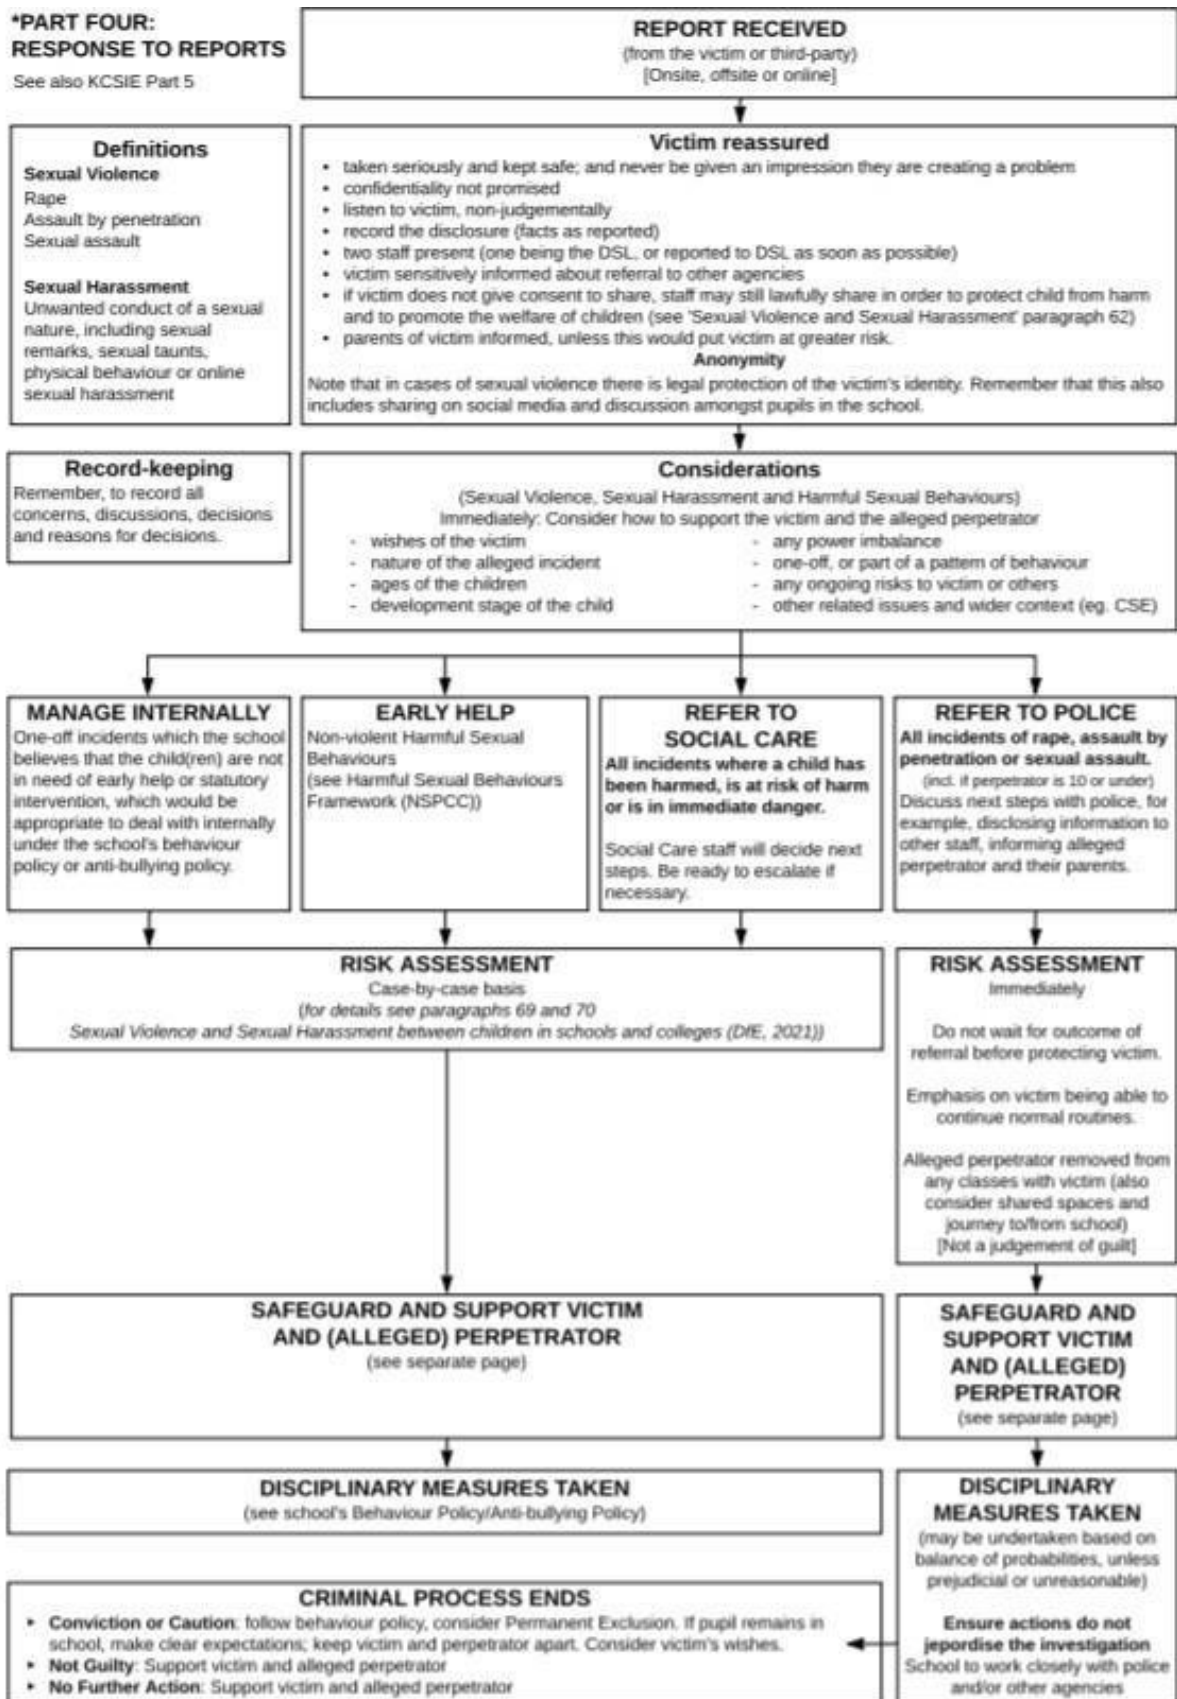 *PART FOUR:
RESPONSE TO REPORTS
See also KCSIE Part 5
REPORT RECEIVED
(from the victim or third-party)
[Onsite, offsite or online]
Definitions
Sexual Violence
Rape
Assault by penetration
Sexual assault
Sexual Harassment
Unwanted conduct of a sexual
nature, including sexual
remarks, sexual taunts,
physical behaviour or online
sexual harassment
Victim reassured
• taken seriously and kept safe; and never be given an impression they are creating a problem
• confidentiality not promised
• listen to victim, non-judgementally
• record the disclosure (facts as reported)
• two staff present (one being the DSL, or reported to DSL as soon as possible)
• victim sensitively informed about referral to other agencies
• if victim does not give consent to share, staff may still lawfully share in order to protect child from harm
and to promote the welfare of children (see 'Sexual Violence and Sexual Harassment' paragraph 62)
• parents of victim informed, unless this would put victim at greater risk.
Anonymity
Note that in cases of sexual violence there is legal protection of the victim's identity. Remember that this also
includes sharing on social media and discussion amongst pupils in the school.
Record-keeping
Remember, to record all
concerns, discussions, decisions
and reasons for decisions.
Considerations
(Sexual Violence, Sexual Harassment and Harmful Sexual Behaviours)
Immediately: Consider how to support the victim and the alleged perpetrator
- wishes of the victim
- nature of the alleged incident
- ages of the children
- development stage of the child
- any power imbalance
- one-off, or part of a pattern of behaviour
- any ongoing risks to victim or others
- other related issues and wider context (eg. CSE)
MANAGE INTERNALLY
One-off incidents which the school
believes that the child(ren) are not
in need of early help or statutory
intervention, which would be
appropriate to deal with internally
under the school's behaviour
policy or anti-bullying policy.
EARLY HELP
Non-violent Harmful Sexual
Behaviours
(see Harmful Sexual Behaviours
Framework (NSPCC))
REFER TO
SOCIAL CARE
All incidents where a child has
been harmed, is at risk of harm
or is in immediate danger.
Social Care staff will decide next
steps. Be ready to escalate if
necessary.
REFER TO POLICE
All incidents of rape, assault by
penetration or sexual assault.
(incl. if perpetrator is 10 or under)
Discuss next steps with police, for
example, disclosing information to
other staff, informing alleged
perpetrator and their parents.
RISK ASSESSMENT
Case-by-case basis
(for details see paragraphs 69 and 70
Sexual Violence and Sexual Harassment between children in schools and colleges (DfE, 2021))
RISK ASSESSMENT
Immediately
Do not wait for outcome of
referral before protecting victim.
Emphasis on victim being able to
continue normal routines.
Alleged perpetrator removed from
any classes with victim (also
consider shared spaces and
journey to/from school)
[Not a judgement of guilt]
SAFEGUARD AND SUPPORT VICTIM
AND (ALLEGED) PERPETRATOR
(see separate page)
SAFEGUARD AND
SUPPORT VICTIM
AND (ALLEGED)
PERPETRATOR
(see separate page)
DISCIPLINARY MEASURES TAKEN
(see school's Behaviour Policy/Anti-bullying Policy)
DISCIPLINARY
MEASURES TAKEN
(may be undertaken based on
balance of probabilities, unless
prejudicial or unreasonable)
Ensure actions do not
jepordise the investigation
School to work closely with police
and/or other agencies
CRIMINAL PROCESS ENDS
▸ Conviction or Caution: follow behaviour policy, consider Permanent Exclusion. If pupil remains in
school, make clear expectations; keep victim and perpetrator apart. Consider victim's wishes.
▸ Not Guilty: Support victim and alleged perpetrator
▸ No Further Action: Support victim and alleged perpetrator